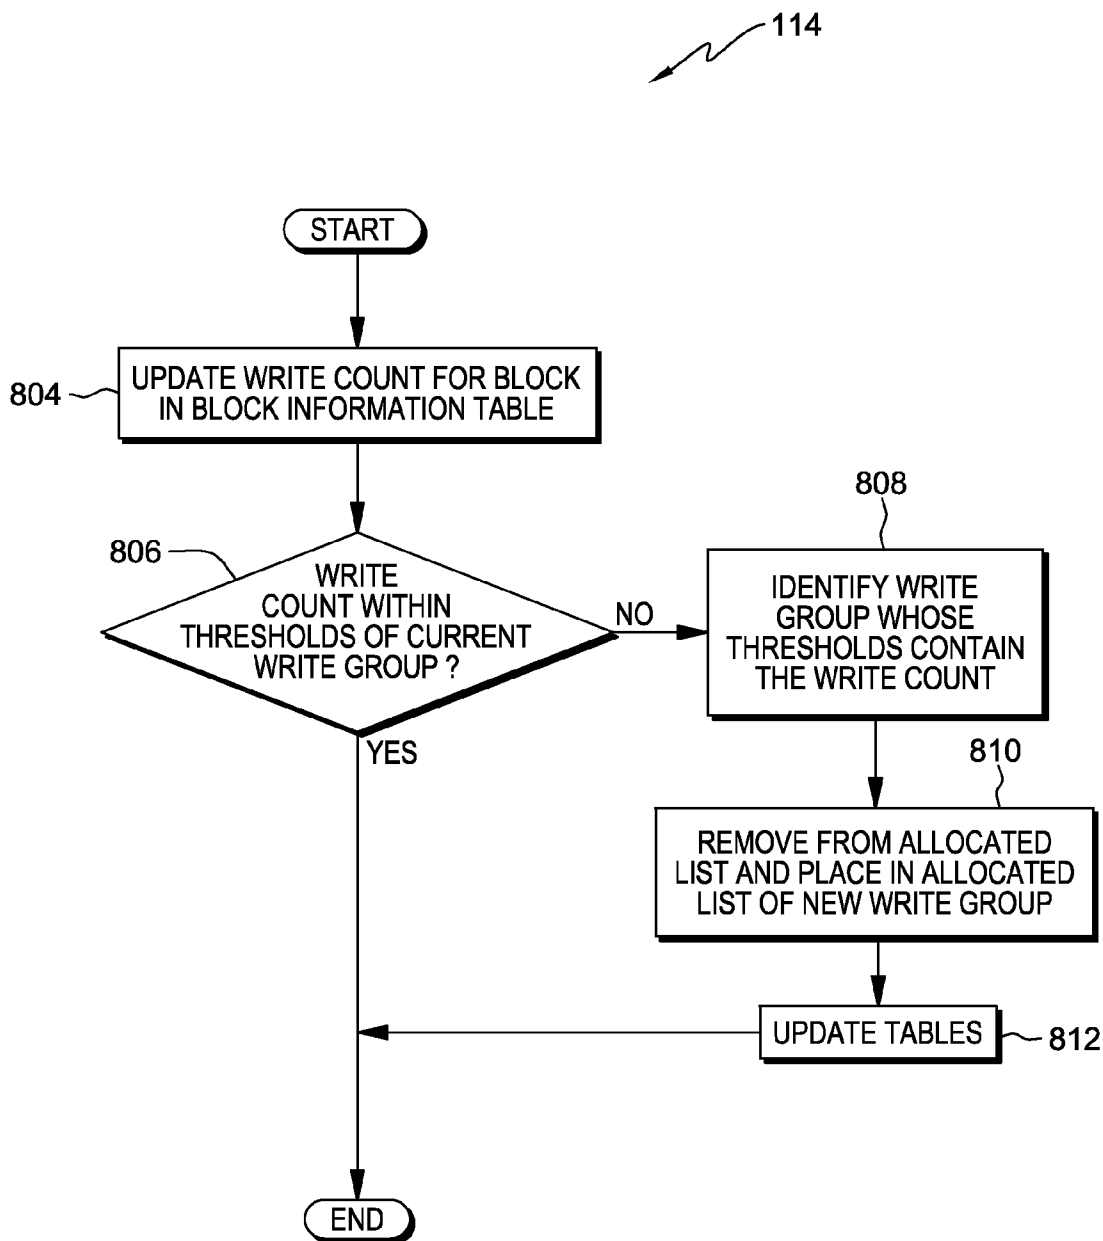 114
START
804
UPDATE WRITE COUNT FOR BLOCK
IN BLOCK INFORMATION TABLE
806
WRITE
COUNT WITHIN
THRESHOLDS OF CURRENT
WRITE GROUP ?
NO
YES
808
IDENTIFY WRITE
GROUP WHOSE
THRESHOLDS CONTAIN
THE WRITE COUNT
810
REMOVE FROM ALLOCATED
LIST AND PLACE IN ALLOCATED
LIST OF NEW WRITE GROUP
UPDATE TABLES
812
END